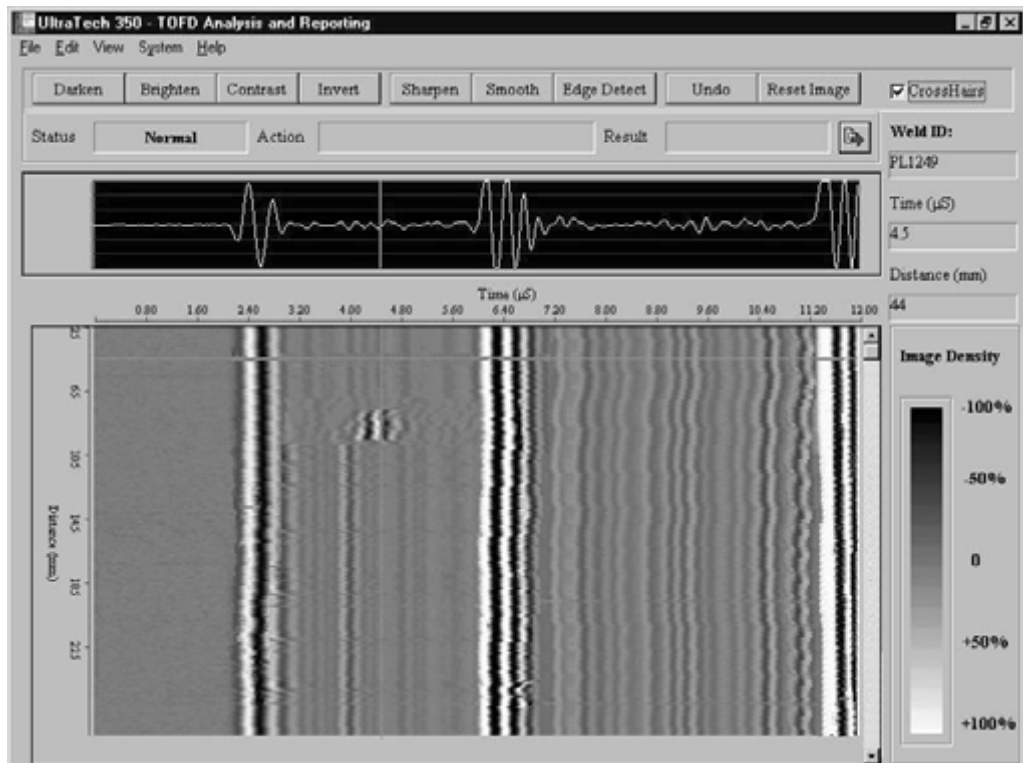 UltraTech 350 - TOFD Analysis and Reporting
File Edit View System Help
Darken Brighten Contrast Invert Sharpen Smooth Edge Detect Undo Reset Image CrossHairs
Status Normal Action Result
Weld ID:
PL1249
Time (µS)
4.5
Distance (mm)
44
Time (µS)
0.80 1.60 2.40 3.20 4.00 4.80 5.60 6.40 7.20 8.00 8.80 9.60 10.40 11.20 12.00
25
65
105
145
185
225
Distance (mm)
Image Density
-100%
-50%
0
+50%
+100%